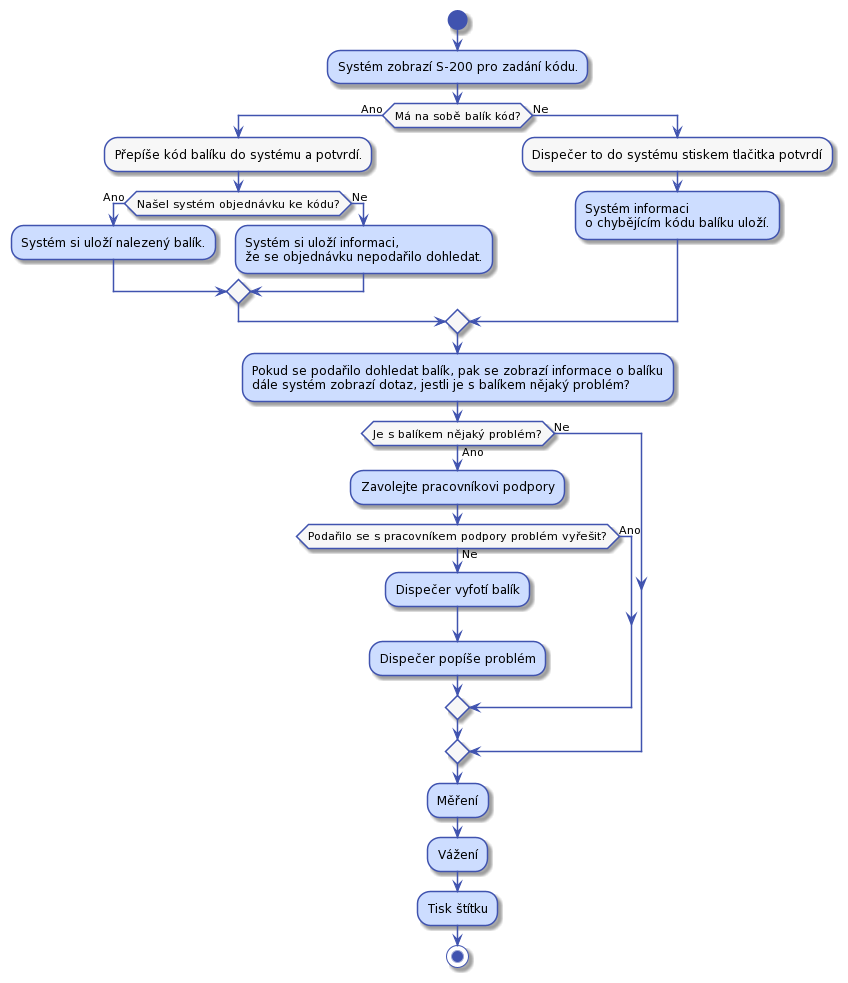 Systém zobrazí S-200 pro zadání kódu.
Ano
Má na sobě balík kód?
Ne
Přepíše kód balíku do systému a potvrdí.
Dispečer to do systému stiskem tlačitka potvrdí
Ano
Našel systém objednávku ke kódu?
Ne
Systém si uloží nalezený balík.
Systém si uloží informaci,
že se objednávku nepodařilo dohledat.
Systém informaci
o chybějícím kódu balíku uloží.
Pokud se podařilo dohledat balík, pak se zobrazí informace o balíku
dále systém zobrazí dotaz, jestli je s balíkem nějaký problém?
Je s balíkem nějaký problém?
Ne
Ano
Zavolejte pracovníkovi podpory
Podařilo se s pracovníkem podpory problém vyřešit?
Ano
Ne
Dispečer vyfotí balík
Dispečer popíše problém
Měření
Vážení
Tisk štítku